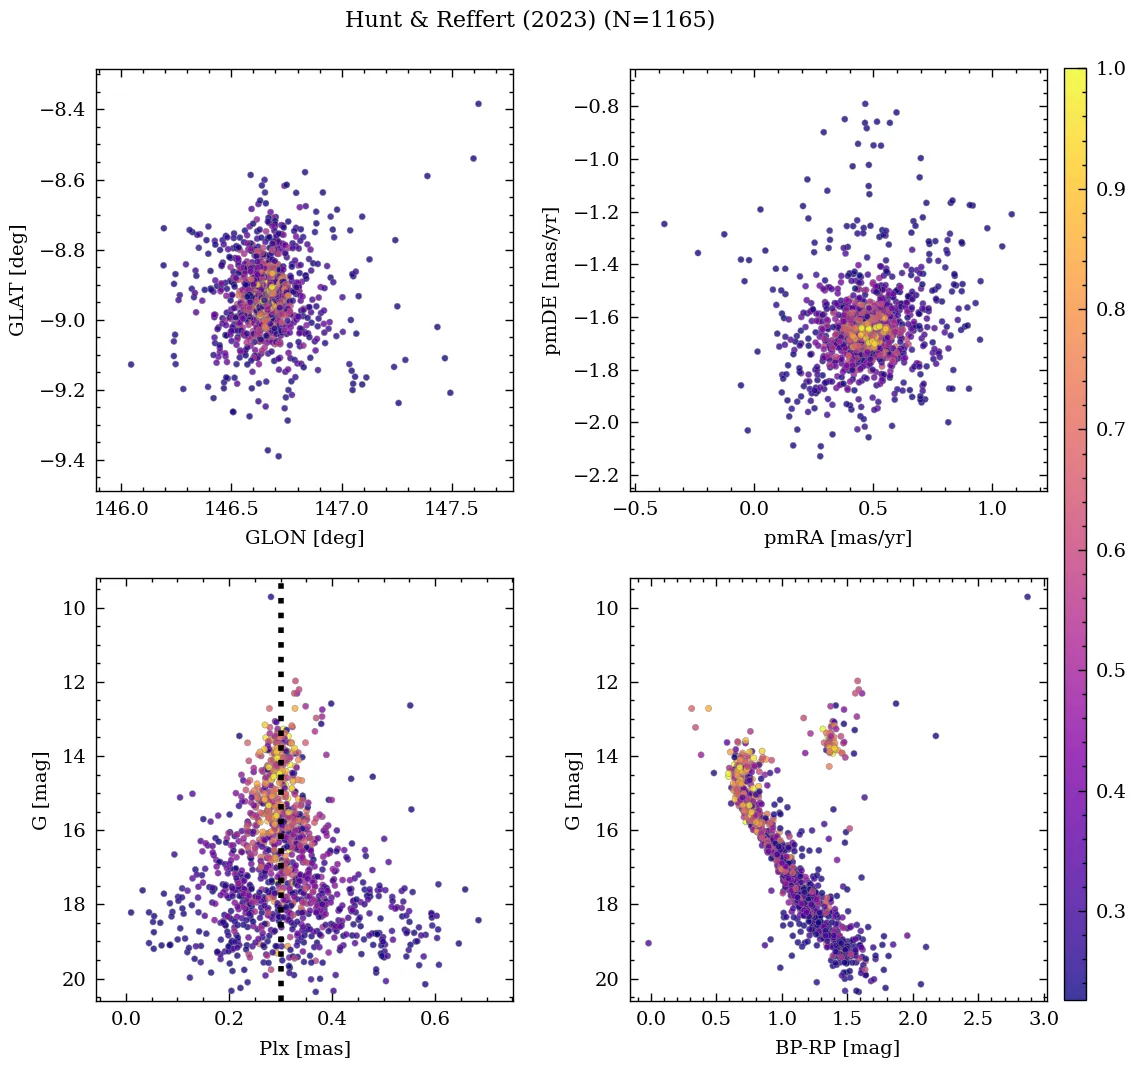 Hunt & Reffert (2023) (N=1165)
−8.4
−8.6
−8.8
−9.0
−9.2
−9.4
GLAT [deg]
146.0 146.5 147.0 147.5
GLON [deg]
−0.8
−1.0
−1.2
−1.4
−1.6
−1.8
−2.0
−2.2
pmDE [mas/yr]
−0.5 0.0 0.5 1.0
pmRA [mas/yr]
10
12
14
16
18
20
G [mag]
0.0 0.2 0.4 0.6
Plx [mas]
10
12
14
16
18
20
G [mag]
0.0 0.5 1.0 1.5 2.0 2.5 3.0
BP-RP [mag]
1.0
0.9
0.8
0.7
0.6
0.5
0.4
0.3